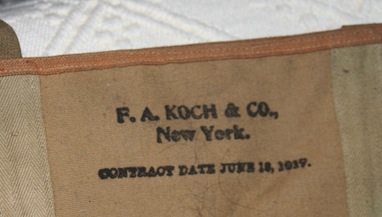 F. A. KOCH & CO.,
New York.
CONTRACT DATE JUNE 18, 1917.